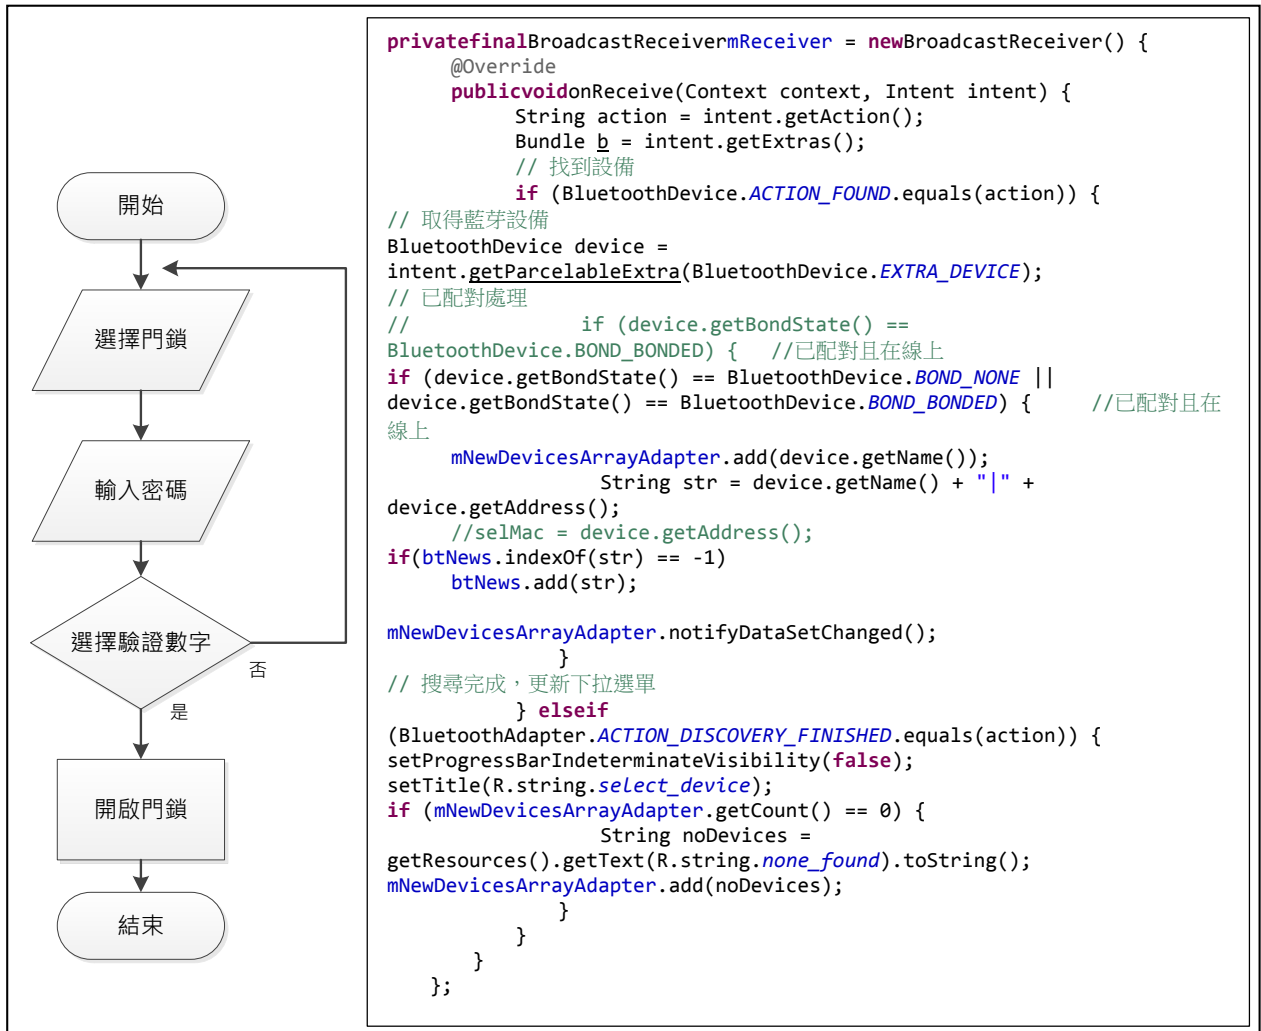 開始
選擇門鎖
輸入密碼
選擇驗證數字
否
是
開啟門鎖
結束
privatefinalBroadcastReceivermReceiver = newBroadcastReceiver() {
@Override
publicvoidonReceive(Context context, Intent intent) {
String action = intent.getAction();
Bundle b = intent.getExtras();
// 找到設備
if (BluetoothDevice.ACTION_FOUND.equals(action)) {
// 取得藍芽設備
BluetoothDevice device =
intent.getParcelableExtra(BluetoothDevice.EXTRA_DEVICE);
// 已配對處理
// if (device.getBondState() ==
BluetoothDevice.BOND_BONDED) { //已配對且在線上
if (device.getBondState() == BluetoothDevice.BOND_NONE ||
device.getBondState() == BluetoothDevice.BOND_BONDED) { //已配對且在
線上
mNewDevicesArrayAdapter.add(device.getName());
String str = device.getName() + "|" +
device.getAddress();
//selMac = device.getAddress();
if(btNews.indexOf(str) == -1)
btNews.add(str);
mNewDevicesArrayAdapter.notifyDataSetChanged();
}
// 搜尋完成，更新下拉選單
} elseif
(BluetoothAdapter.ACTION_DISCOVERY_FINISHED.equals(action)) {
setProgressBarIndeterminateVisibility(false);
setTitle(R.string.select_device);
if (mNewDevicesArrayAdapter.getCount() == 0) {
String noDevices =
getResources().getText(R.string.none_found).toString();
mNewDevicesArrayAdapter.add(noDevices);
}
}
}
};